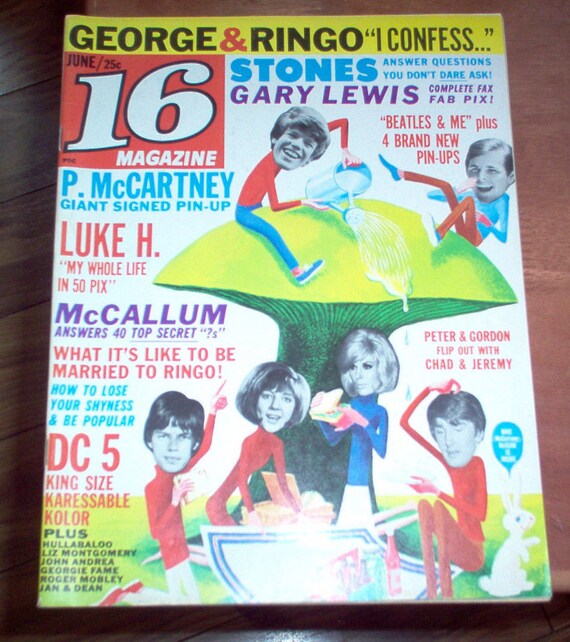 GEORGE & RINGO "I CONFESS..."
JUNE/25c
16
MAGAZINE
STONES ANSWER QUESTIONS
YOU DON'T DARE ASK!
GARY LEWIS COMPLETE FAX
FAB PIX!
"BEATLES & ME" plus
4 BRAND NEW
PIN-UPS
P. McCARTNEY
GIANT SIGNED PIN-UP
LUKE H.
"MY WHOLE LIFE
IN 50 PIX"
McCALLUM
ANSWERS 40 TOP SECRET "?s"
WHAT IT'S LIKE TO BE
MARRIED TO RINGO!
HOW TO LOSE
YOUR SHYNESS
& BE POPULAR
PETER & GORDON
FLIP OUT WITH
CHAD & JEREMY
DC 5
KING SIZE
KARESSABLE
KOLOR
PLUS
HULLABALOO
LIZ MONTGOMERY
JOHN ANDREA
GEORGIE FAME
ROGER MOBLEY
JAN & DEAN